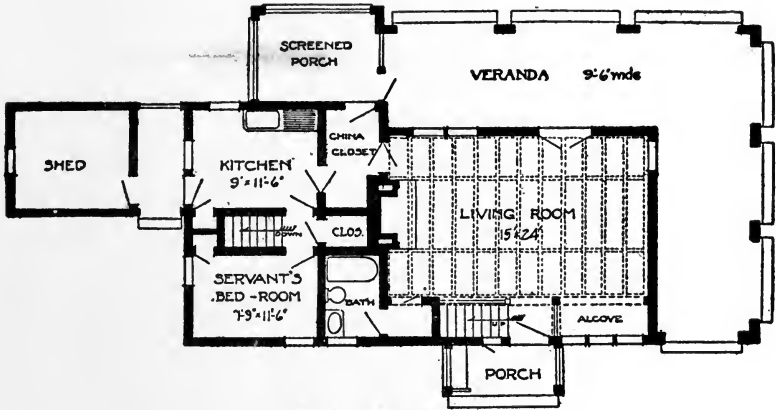 SCREENED
PORCH
VERANDA 9'-6" wide
SHED
CHINA
CLOSET
KITCHEN
9'×11'-6"
LIVING ROOM
15'×24'
DOWN
CLOS.
SERVANT'S
BED-ROOM
7'-9"×11'-6"
BATH
UP
ALCOVE
PORCH